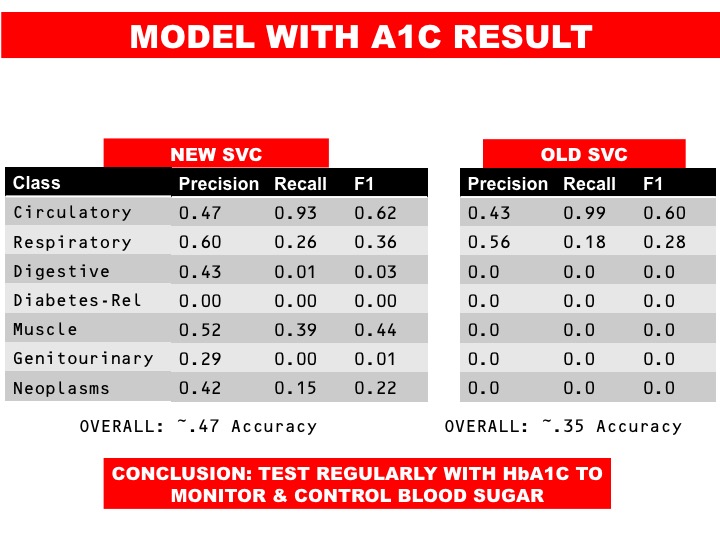 MODEL WITH A1C RESULT
NEW SVC
OLD SVC
Class Precision Recall F1 Precision Recall F1
Circulatory 0.47 0.93 0.62 0.43 0.99 0.60
Respiratory 0.60 0.26 0.36 0.56 0.18 0.28
Digestive 0.43 0.01 0.03 0.0 0.0 0.0
Diabetes-Rel 0.00 0.00 0.00 0.0 0.0 0.0
Muscle 0.52 0.39 0.44 0.0 0.0 0.0
Genitourinary 0.29 0.00 0.01 0.0 0.0 0.0
Neoplasms 0.42 0.15 0.22 0.0 0.0 0.0
OVERALL: ~.47 Accuracy
OVERALL: ~.35 Accuracy
CONCLUSION: TEST REGULARLY WITH HbA1C TO
MONITOR & CONTROL BLOOD SUGAR